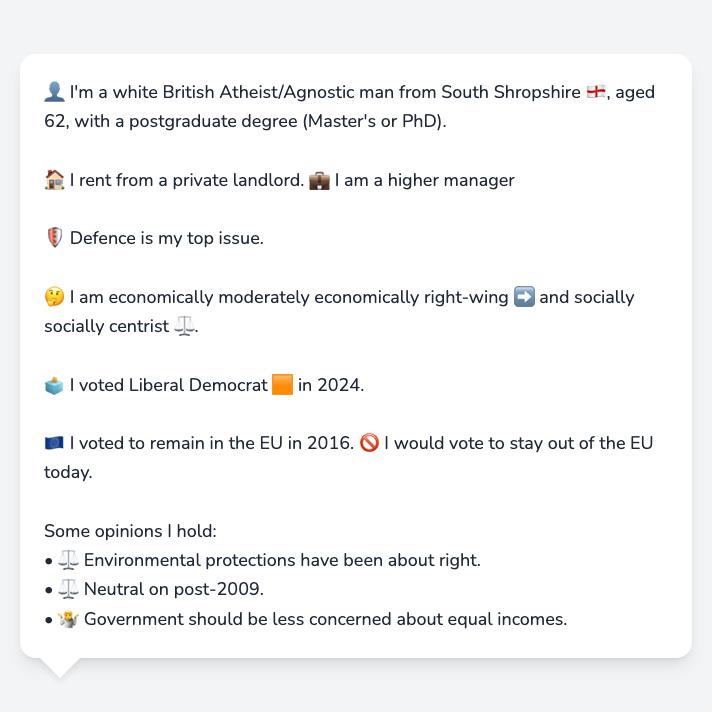 👤 I'm a white British Atheist/Agnostic man from South Shropshire 🏴󠁧󠁢󠁥󠁮󠁧󠁿, aged
62, with a postgraduate degree (Master's or PhD).
🏠 I rent from a private landlord. 💼 I am a higher manager
🛡️ Defence is my top issue.
🤔 I am economically moderately economically right-wing ➡️ and socially
socially centrist ⚖️.
🗳️ I voted Liberal Democrat 🟧 in 2024.
🇪🇺 I voted to remain in the EU in 2016. 🚫 I would vote to stay out of the EU
today.
Some opinions I hold:
• ⚖️ Environmental protections have been about right.
• ⚖️ Neutral on post-2009.
• 🤷 Government should be less concerned about equal incomes.